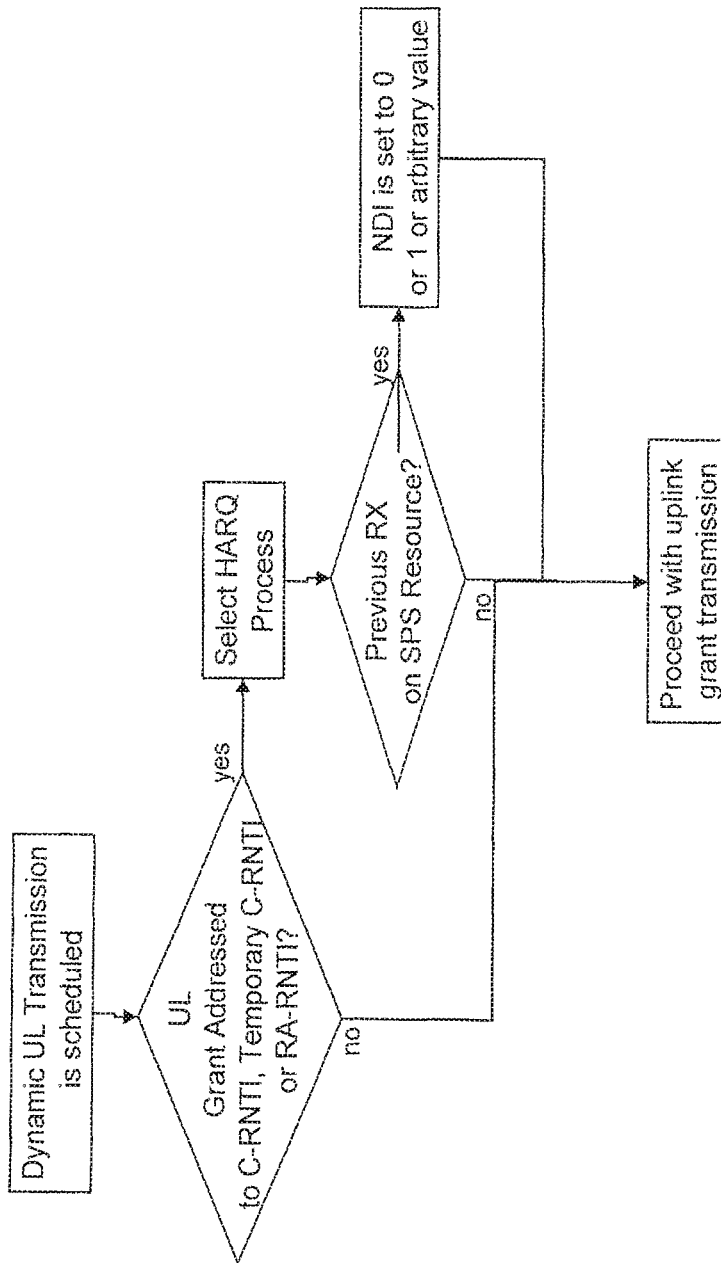 Dynamic UL Transmission
is scheduled
UL
Grant Addressed
to C-RNTI, Temporary C-RNTI
or RA-RNTI?
yes
no
Select HARQ
Process
Previous RX
on SPS Resource?
yes
no
NDI is set to 0
or 1 or arbitrary value
Proceed with uplink
grant transmission